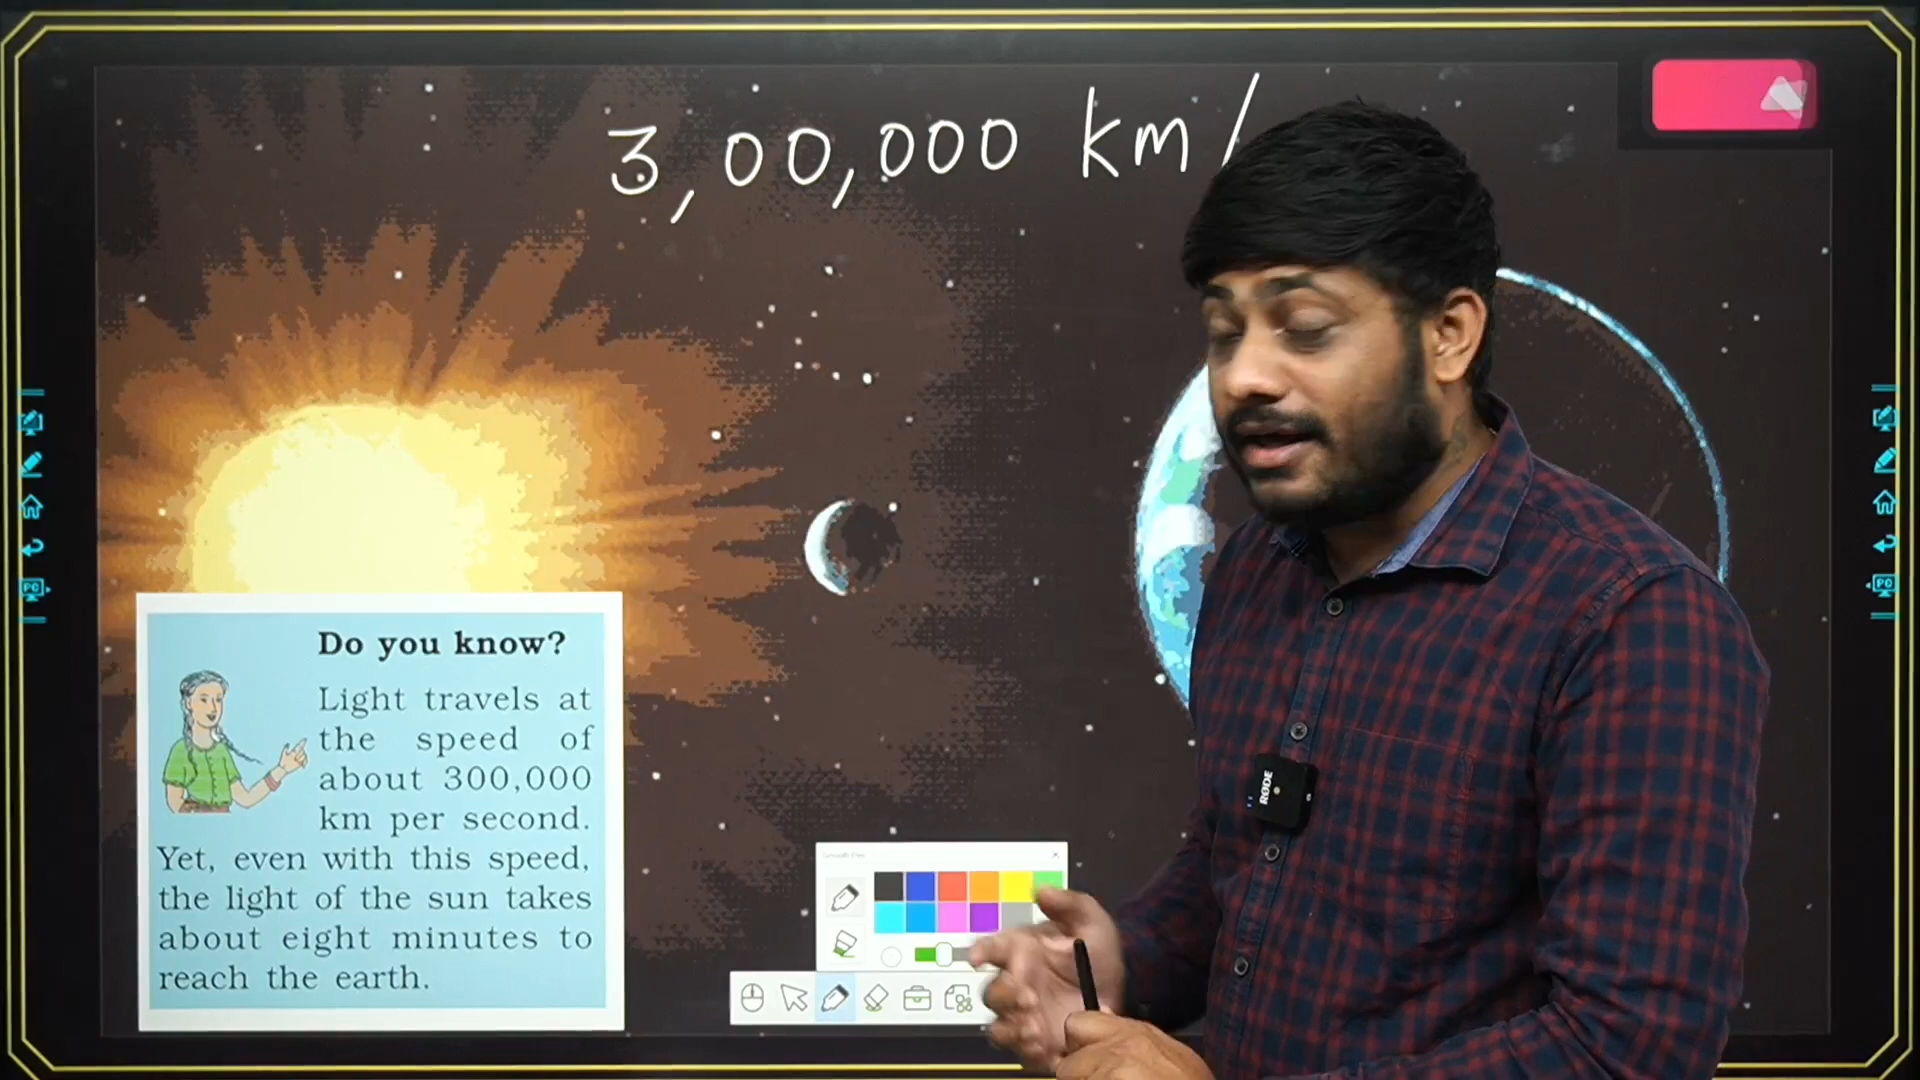 3,00,000 km/
Do you know?
Light travels at
the speed of
about 300,000
km per second.
Yet, even with this speed,
the light of the sun takes
about eight minutes to
reach the earth.
RØDE
PC
PC